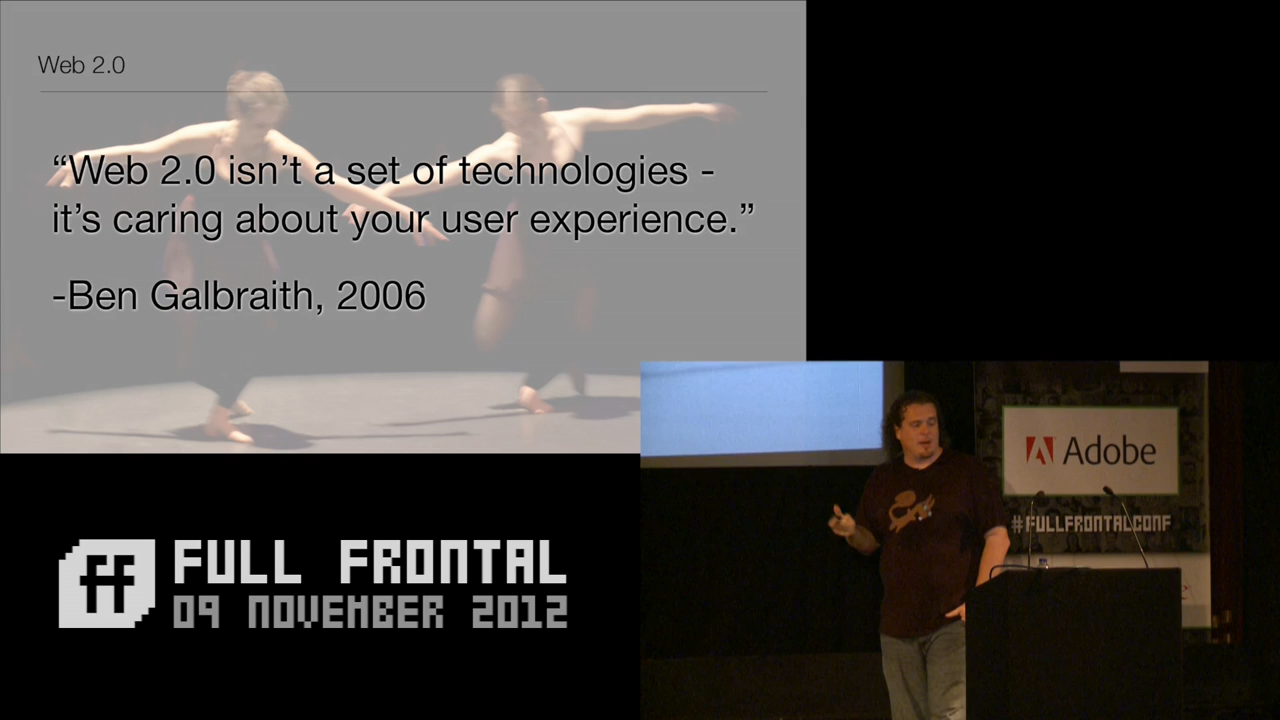 Web 2.0
“Web 2.0 isn’t a set of technologies -
it’s caring about your user experience.”
-Ben Galbraith, 2006
ff
FULL FRONTAL
09 NOVEMBER 2012
Adobe
#FULLFRONTALCONF